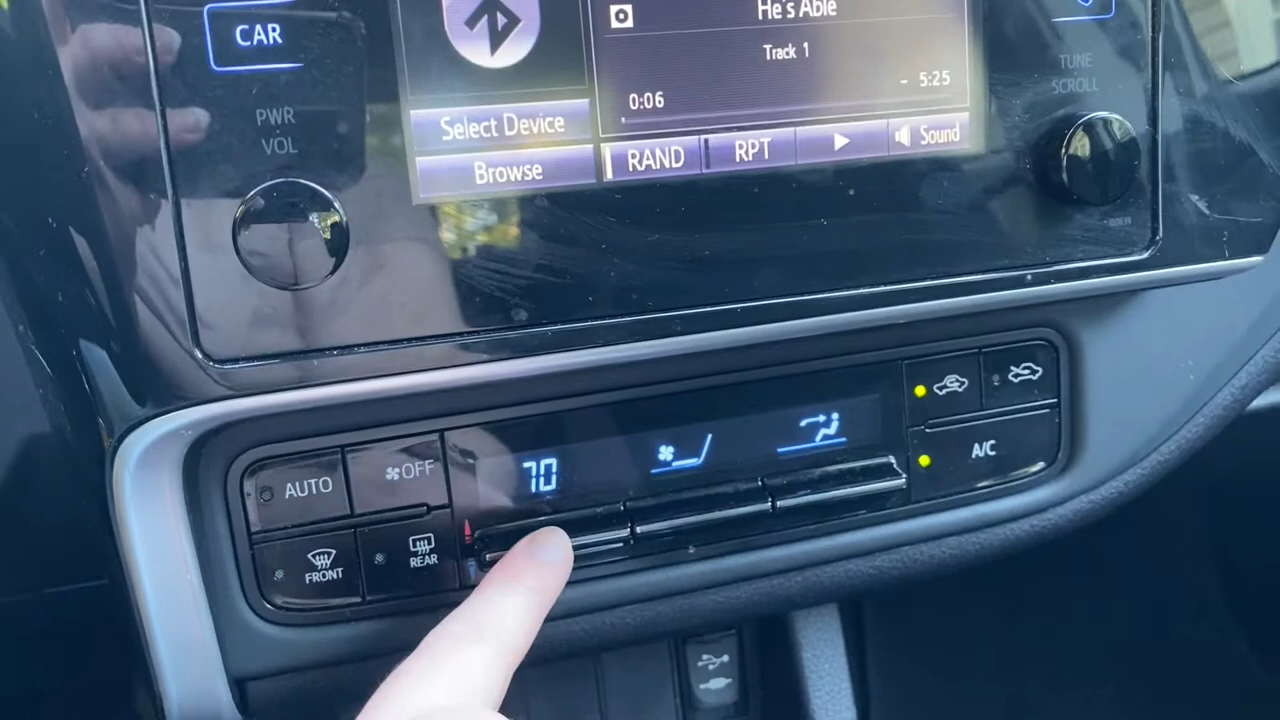 CAR
He's Able
Track 1
TUNE
SCROLL
PWR
VOL
0:06
- 5:25
Select Device
Browse
RAND
RPT
Sound
AUTO
OFF
70
A/C
FRONT
REAR